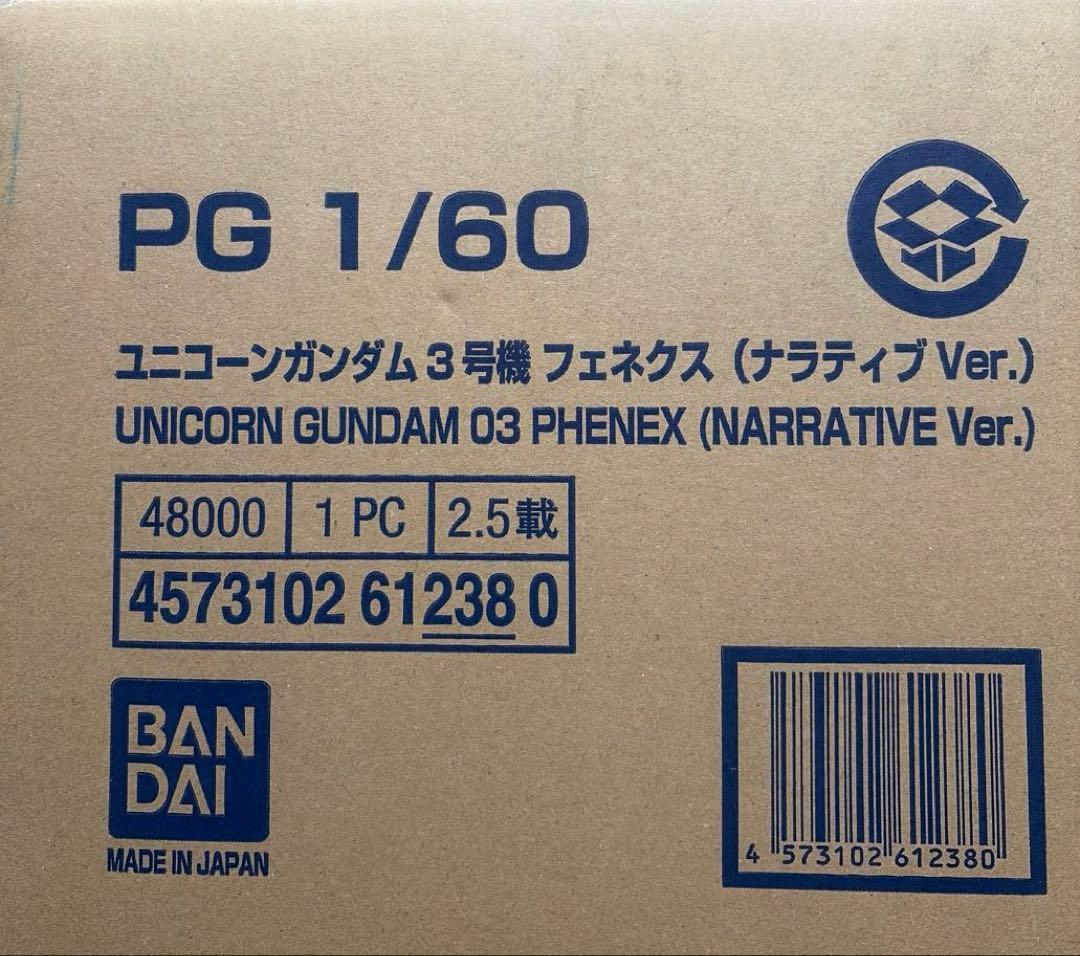 PG 1/60
ユニコーンガンダム3号機 フェネクス（ナラティブ Ver.）
UNICORN GUNDAM 03 PHENEX (NARRATIVE Ver.)
48000 1 PC 2.5載
4573102 61238 0
BAN
DAI
MADE IN JAPAN
4 573102 612380